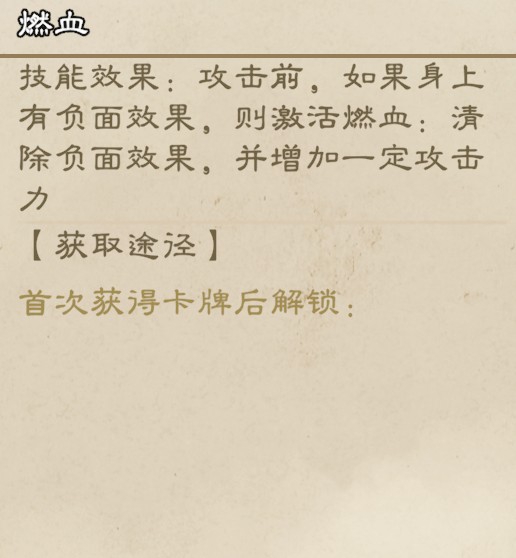 燃血
技能效果：攻击前，如果身上
有负面效果，则激活燃血：清
除负面效果，并增加一定攻击
力
【获取途径】
首次获得卡牌后解锁：